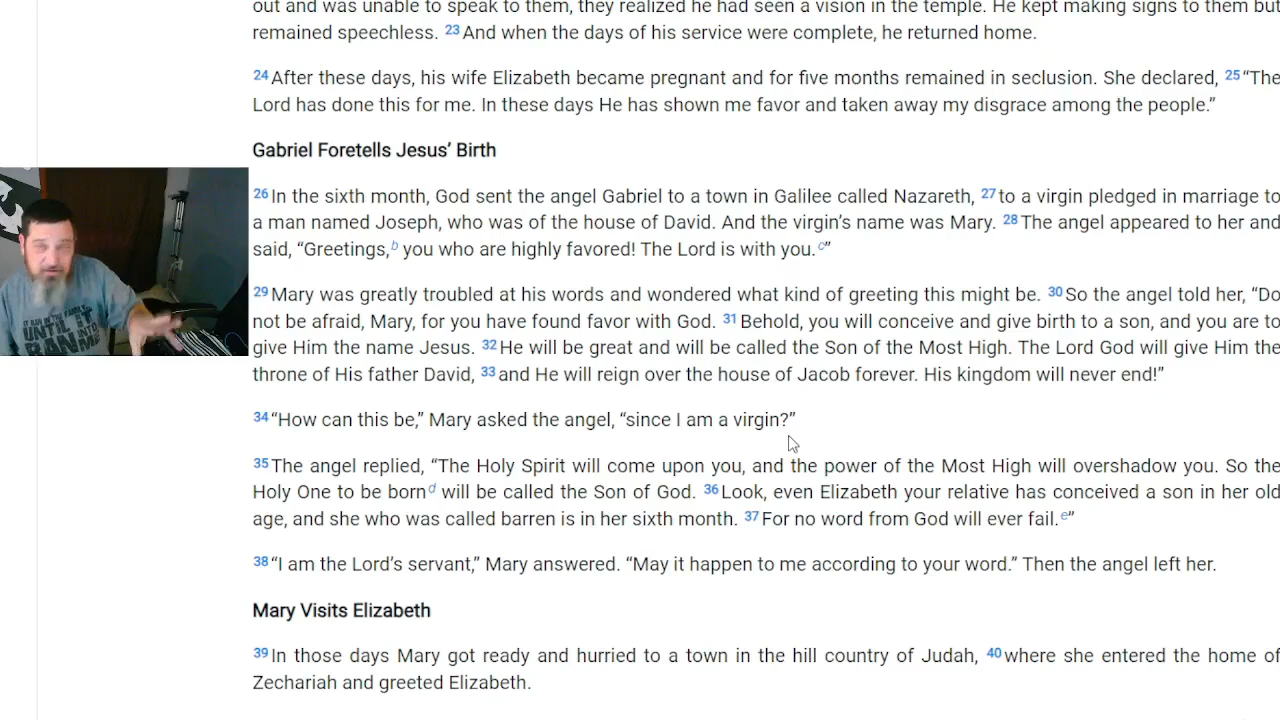 out and was unable to speak to them, they realized he had seen a vision in the temple. He kept making signs to them but
remained speechless. 23 And when the days of his service were complete, he returned home.
24 After these days, his wife Elizabeth became pregnant and for five months remained in seclusion. She declared, 25 “The
Lord has done this for me. In these days He has shown me favor and taken away my disgrace among the people.”
Gabriel Foretells Jesus’ Birth
26 In the sixth month, God sent the angel Gabriel to a town in Galilee called Nazareth, 27 to a virgin pledged in marriage to
a man named Joseph, who was of the house of David. And the virgin’s name was Mary. 28 The angel appeared to her and
said, “Greetings,b you who are highly favored! The Lord is with you.c”
29 Mary was greatly troubled at his words and wondered what kind of greeting this might be. 30 So the angel told her, “Do
not be afraid, Mary, for you have found favor with God. 31 Behold, you will conceive and give birth to a son, and you are to
give Him the name Jesus. 32 He will be great and will be called the Son of the Most High. The Lord God will give Him the
throne of His father David, 33 and He will reign over the house of Jacob forever. His kingdom will never end!”
34 “How can this be,” Mary asked the angel, “since I am a virgin?”
35 The angel replied, “The Holy Spirit will come upon you, and the power of the Most High will overshadow you. So the
Holy One to be bornd will be called the Son of God. 36 Look, even Elizabeth your relative has conceived a son in her old
age, and she who was called barren is in her sixth month. 37 For no word from God will ever fail.e”
38 “I am the Lord’s servant,” Mary answered. “May it happen to me according to your word.” Then the angel left her.
Mary Visits Elizabeth
39 In those days Mary got ready and hurried to a town in the hill country of Judah, 40 where she entered the home of
Zechariah and greeted Elizabeth.
IT RAN IN THE FAMILY
UNTIL IT
RAN INTO
ME